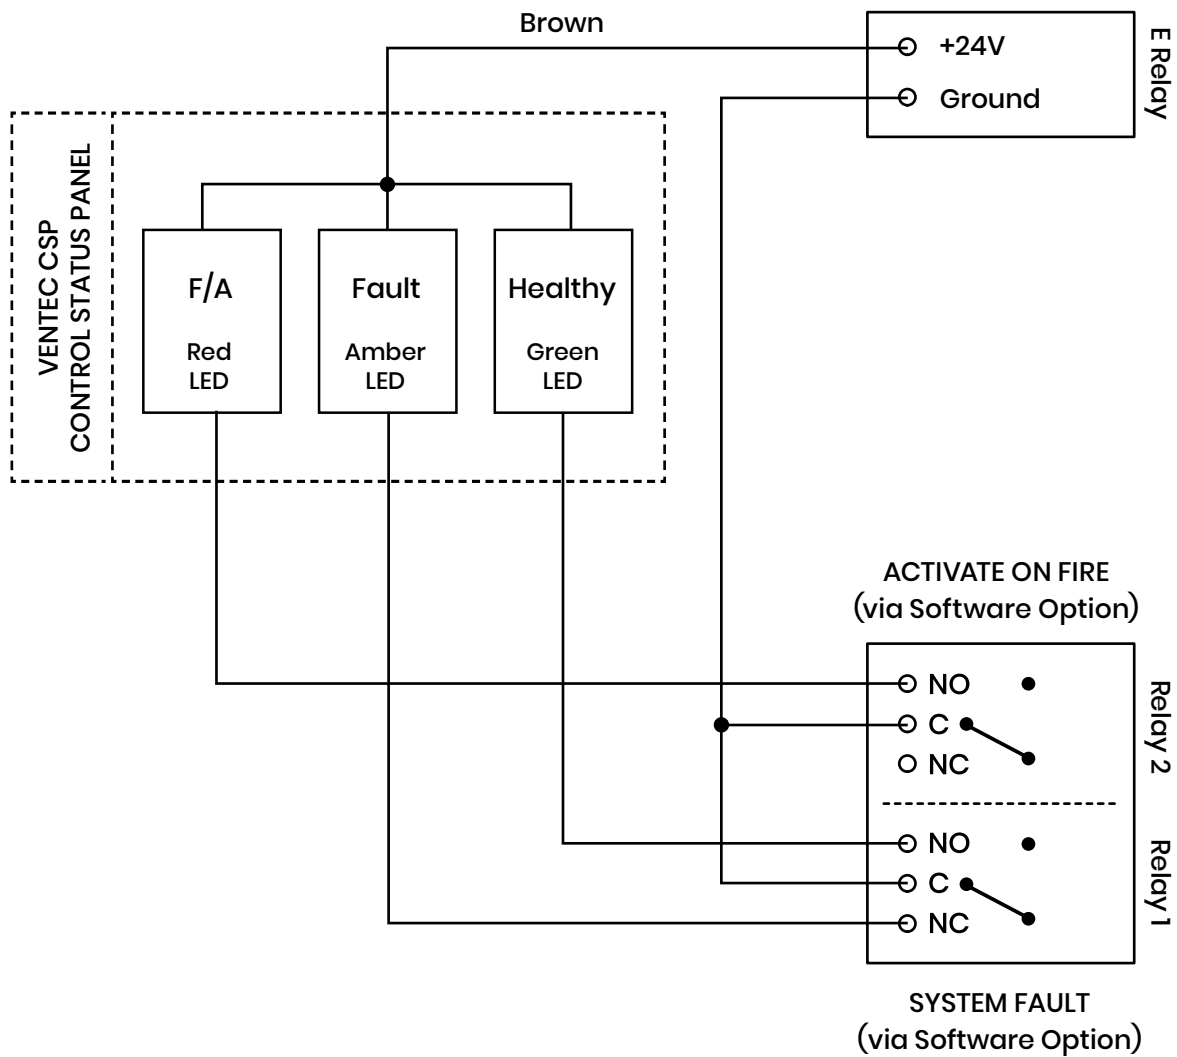 Brown
+24V
Ground
E Relay
VENTEC CSP
CONTROL STATUS PANEL
F/A
Red
LED
Fault
Amber
LED
Healthy
Green
LED
ACTIVATE ON FIRE
(via Software Option)
NO
C
NC
Relay 2
NO
C
NC
Relay 1
SYSTEM FAULT
(via Software Option)